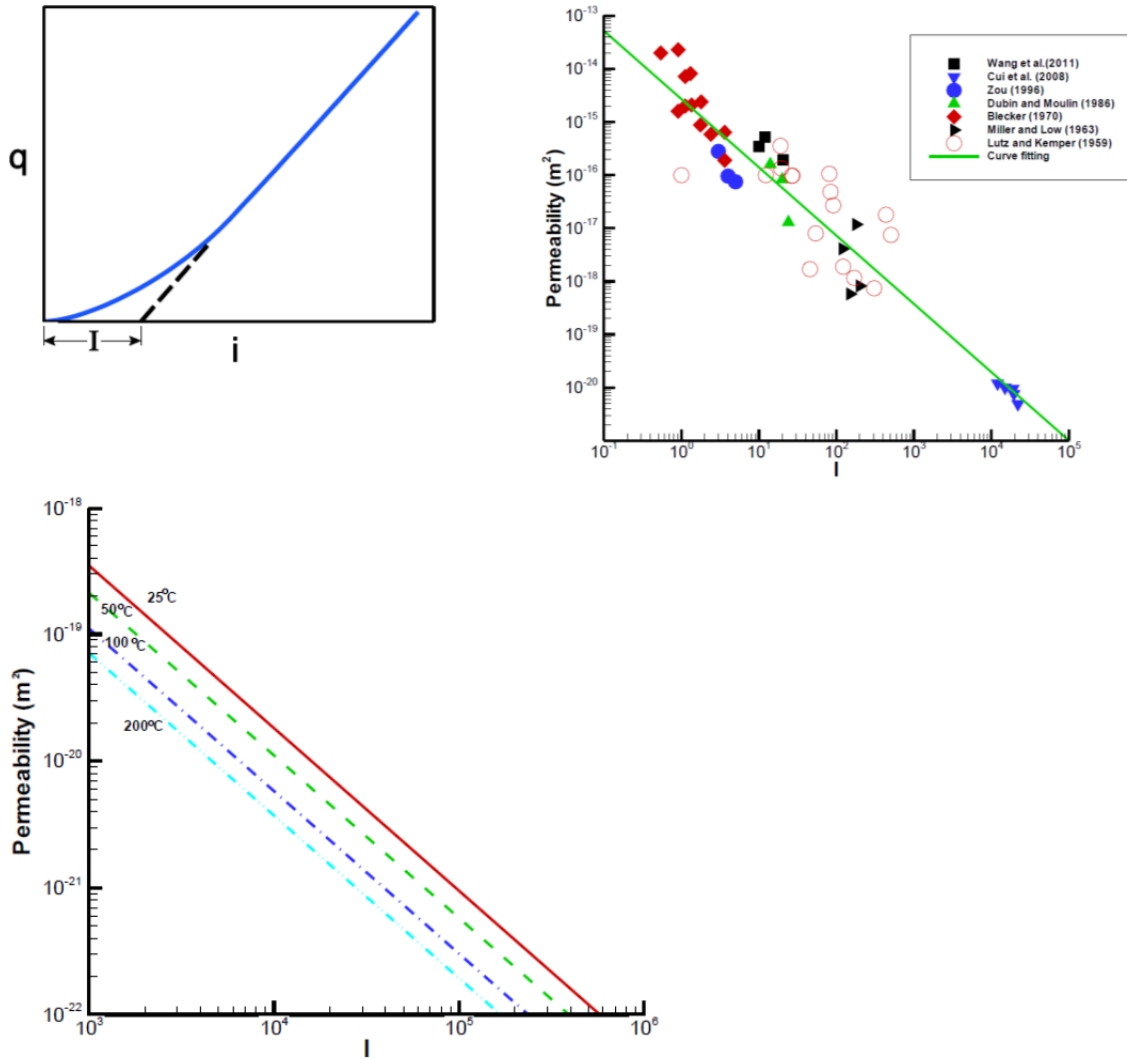 q
I
i
Permeability (m²)
10⁻¹³
10⁻¹⁴
10⁻¹⁵
10⁻¹⁶
10⁻¹⁷
10⁻¹⁸
10⁻¹⁹
10⁻²⁰
10⁻¹ 10⁰ 10¹ 10² 10³ 10⁴ 10⁵
I
Wang et al.(2011)
Cui et al. (2008)
Zou (1996)
Dubin and Moulin (1986)
Blecker (1970)
Miller and Low (1963)
Lutz and Kemper (1959)
Curve fitting
Permeability (m²)
10⁻¹⁸
10⁻¹⁹
10⁻²⁰
10⁻²¹
10⁻²²
25°C
50°C
100°C
200°C
10³ 10⁴ 10⁵ 10⁶
I